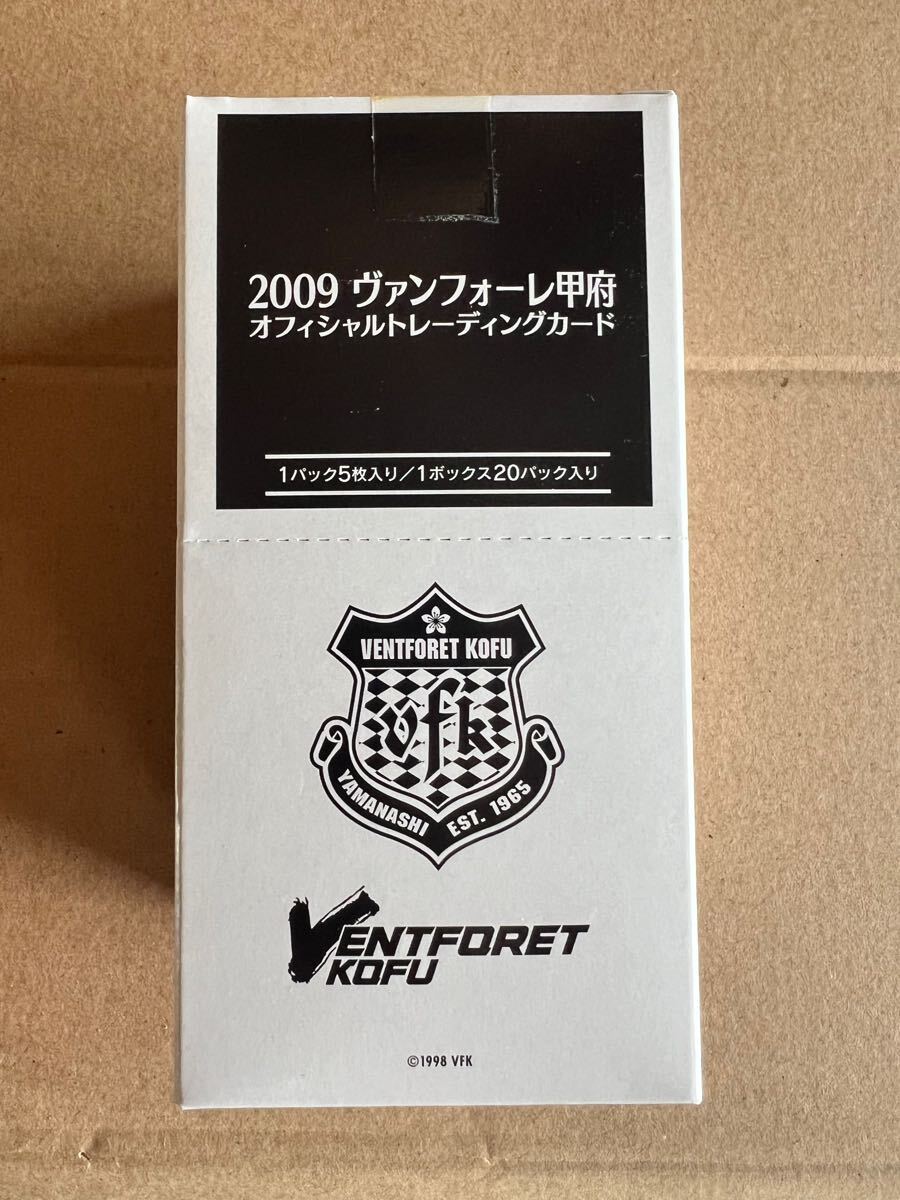 2009 ヴァンフォーレ甲府
オフィシャルトレーディングカード
1パック5枚入り／1ボックス20パック入り
VENTFORET KOFU
vfk
YAMANASHI EST. 1965
VENTFORET
KOFU
©1998 VFK